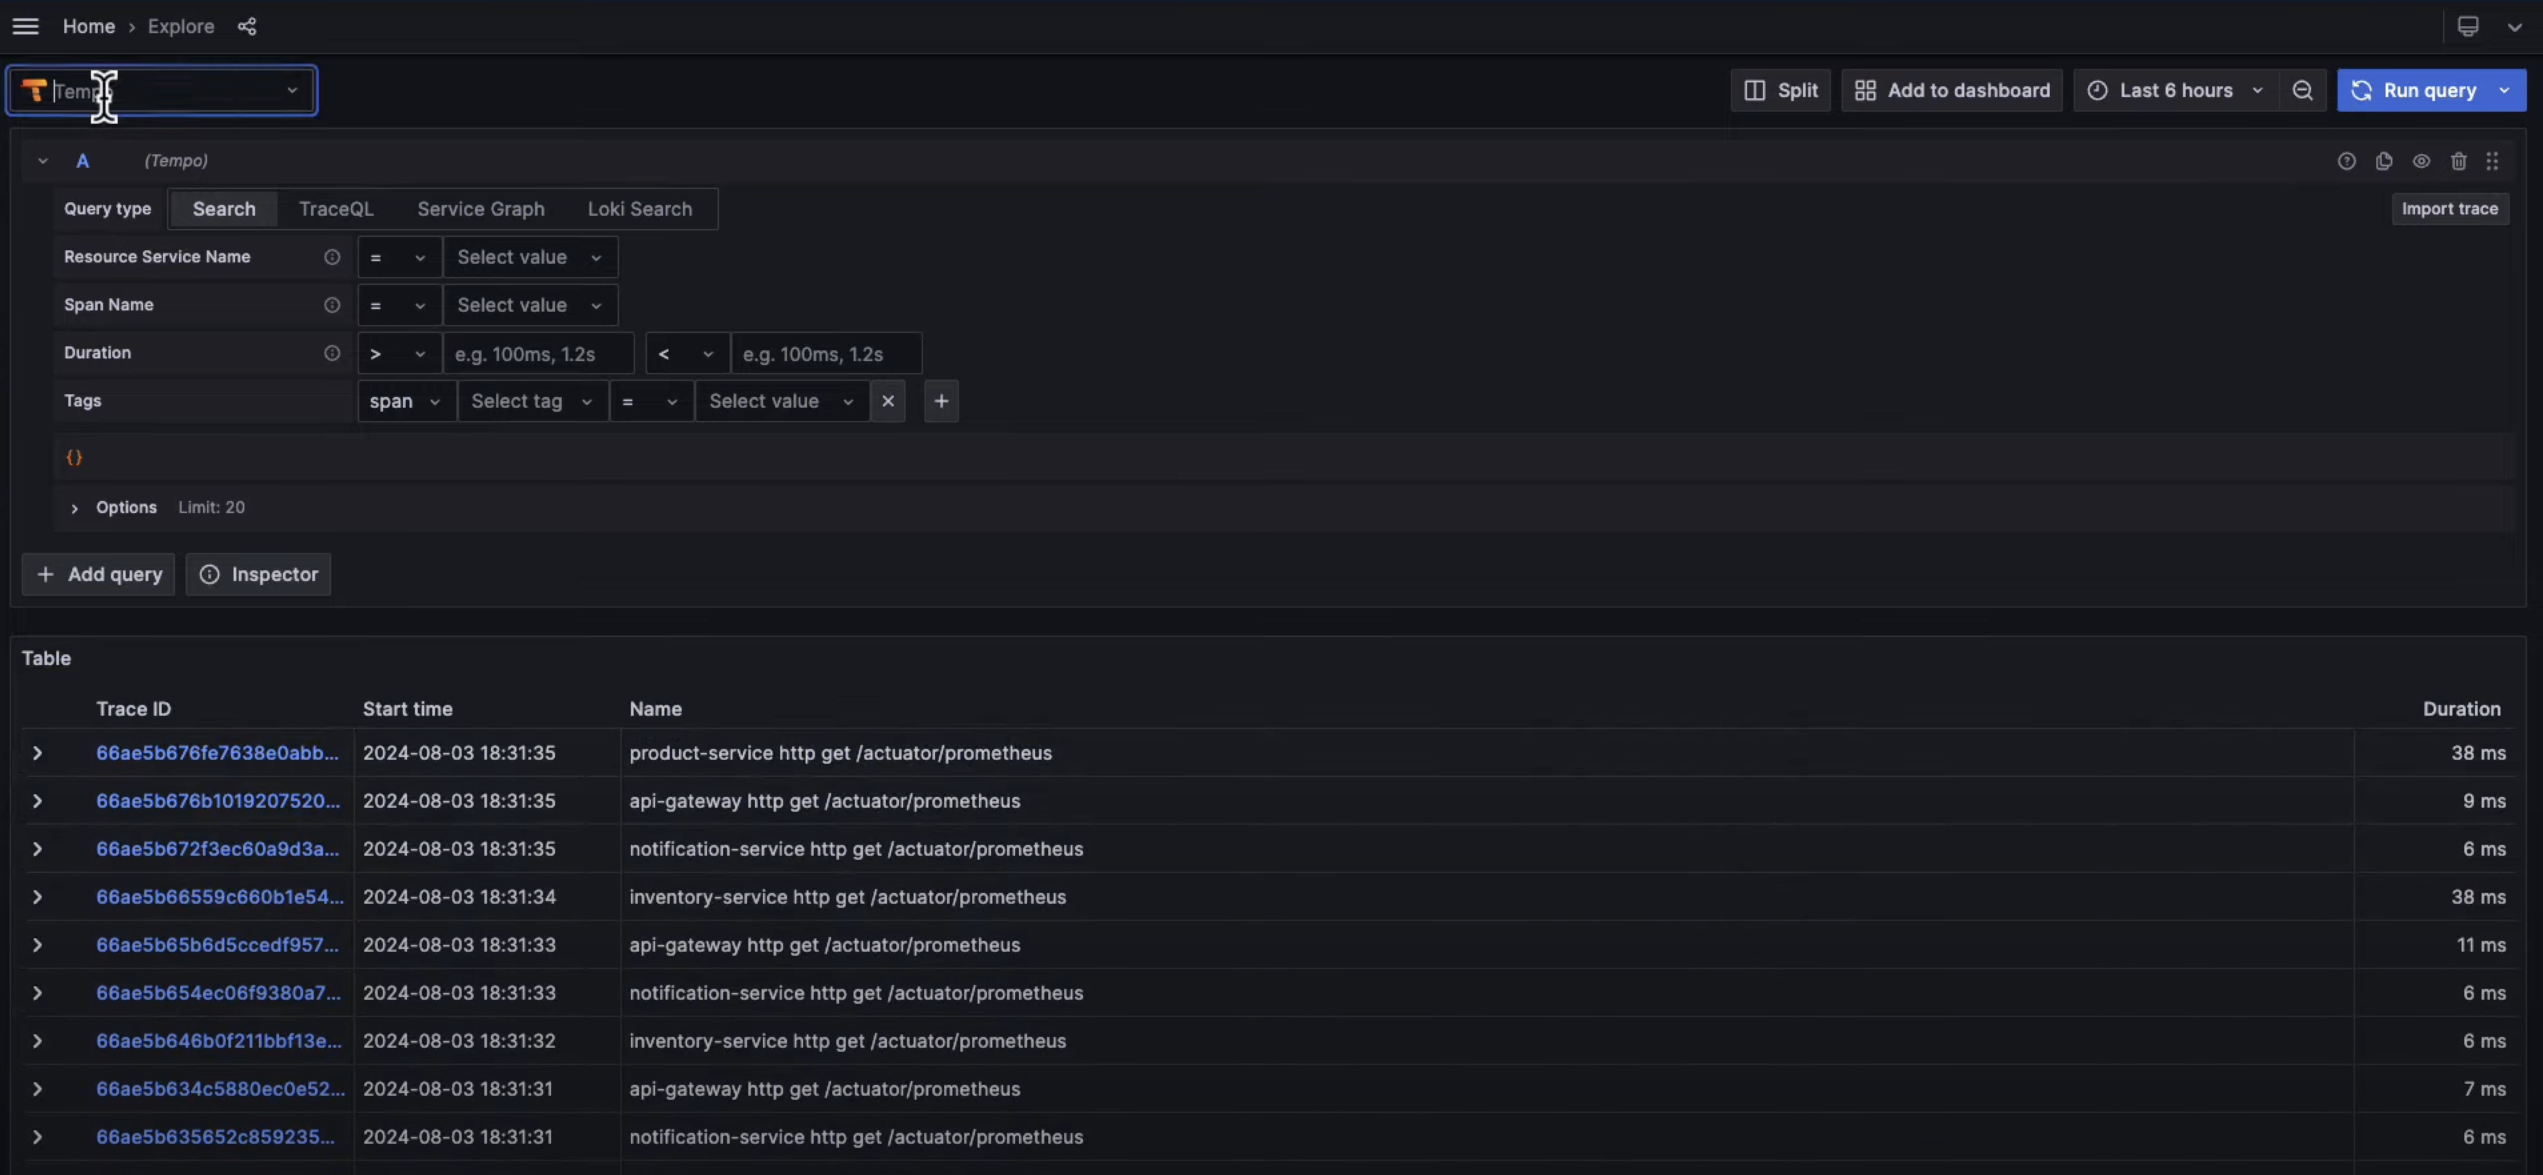 Home › Explore
Tempo
Split
Add to dashboard
Last 6 hours
Run query
A (Tempo)
Query type Search TraceQL Service Graph Loki Search
Import trace
Resource Service Name = Select value
Span Name = Select value
Duration > e.g. 100ms, 1.2s < e.g. 100ms, 1.2s
Tags span Select tag = Select value × +
{}
Options Limit: 20
+ Add query Inspector
Table
Trace ID Start time Name Duration
66ae5b676fe7638e0abb... 2024-08-03 18:31:35 product-service http get /actuator/prometheus 38 ms
66ae5b676b1019207520... 2024-08-03 18:31:35 api-gateway http get /actuator/prometheus 9 ms
66ae5b672f3ec60a9d3a... 2024-08-03 18:31:35 notification-service http get /actuator/prometheus 6 ms
66ae5b66559c660b1e54... 2024-08-03 18:31:34 inventory-service http get /actuator/prometheus 38 ms
66ae5b65b6d5ccedf957... 2024-08-03 18:31:33 api-gateway http get /actuator/prometheus 11 ms
66ae5b654ec06f9380a7... 2024-08-03 18:31:33 notification-service http get /actuator/prometheus 6 ms
66ae5b646b0f211bbf13e... 2024-08-03 18:31:32 inventory-service http get /actuator/prometheus 6 ms
66ae5b634c5880ec0e52... 2024-08-03 18:31:31 api-gateway http get /actuator/prometheus 7 ms
66ae5b635652c859235... 2024-08-03 18:31:31 notification-service http get /actuator/prometheus 6 ms